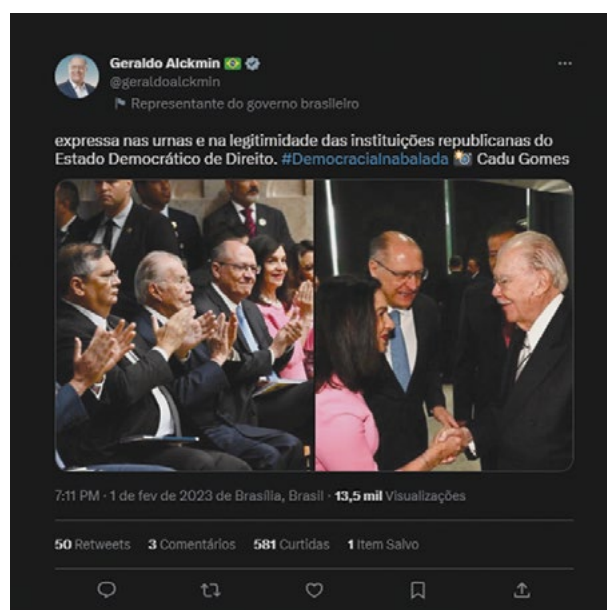 Geraldo Alckmin
@geraldoalckmin
Representante do governo brasileiro
expressa nas urnas e na legitimidade das instituições republicanas do
Estado Democrático de Direito. #DemocraciaInabalada 📸 Cadu Gomes
7:11 PM · 1 de fev de 2023 de Brasília, Brasil · 13,5 mil Visualizações
50 Retweets 3 Comentários 581 Curtidas 1 Item Salvo